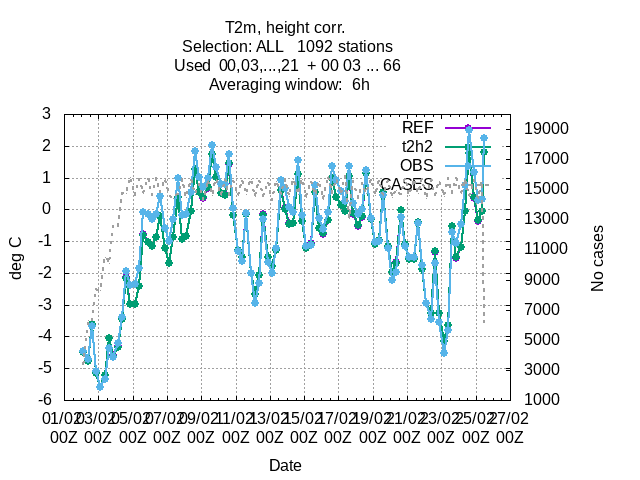 T2m, height corr.
Selection: ALL   1092 stations
Used  00,03,...,21  + 00 03 ... 66
Averaging window:  6h
3
2
1
0
-1
-2
-3
-4
-5
-6
deg C
REF
t2h2
OBS
CASES
19000
17000
15000
13000
11000
9000
7000
5000
3000
1000
No cases
01/02 03/02 05/02 07/02 09/02 11/02 13/02 15/02 17/02 19/02 21/02 23/02 25/02 27/02
00Z 00Z 00Z 00Z 00Z 00Z 00Z 00Z 00Z 00Z 00Z 00Z 00Z 00Z
Date